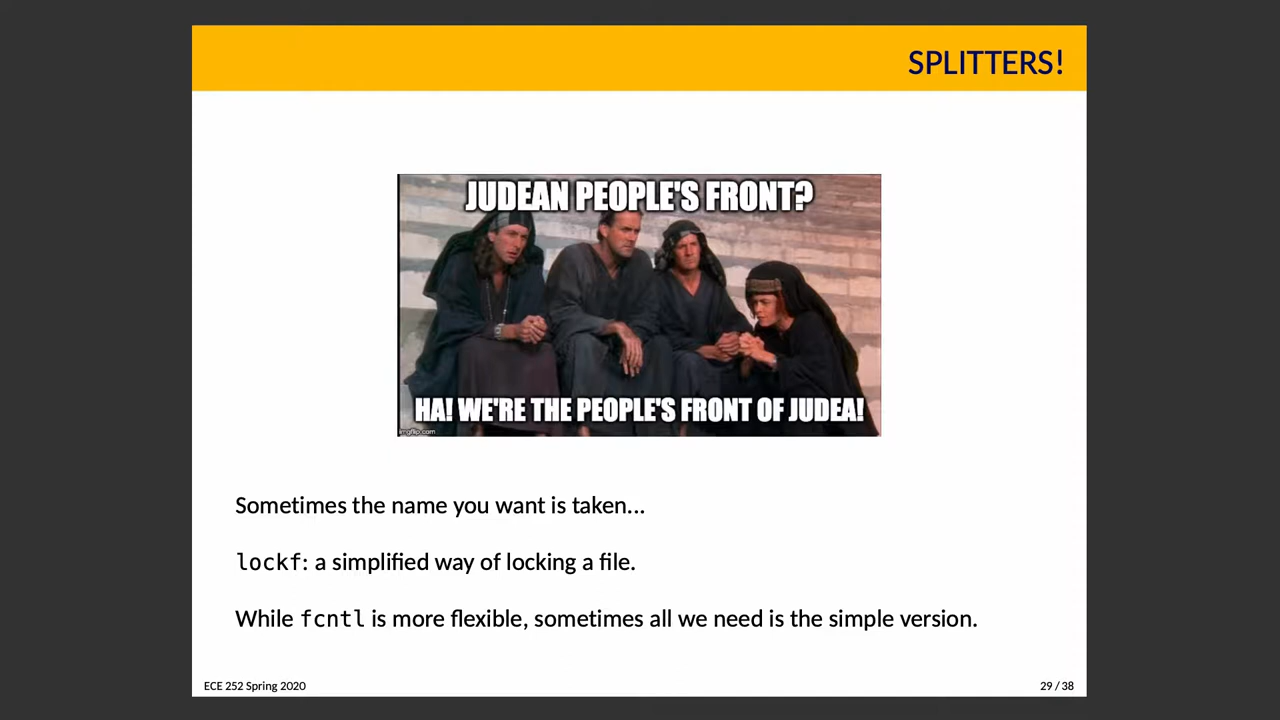 SPLITTERS!
JUDEAN PEOPLE'S FRONT?
HA! WE'RE THE PEOPLE'S FRONT OF JUDEA!
imgflip.com
Sometimes the name you want is taken...
lockf: a simplified way of locking a file.
While fcntl is more flexible, sometimes all we need is the simple version.
ECE 252 Spring 2020
29 / 38